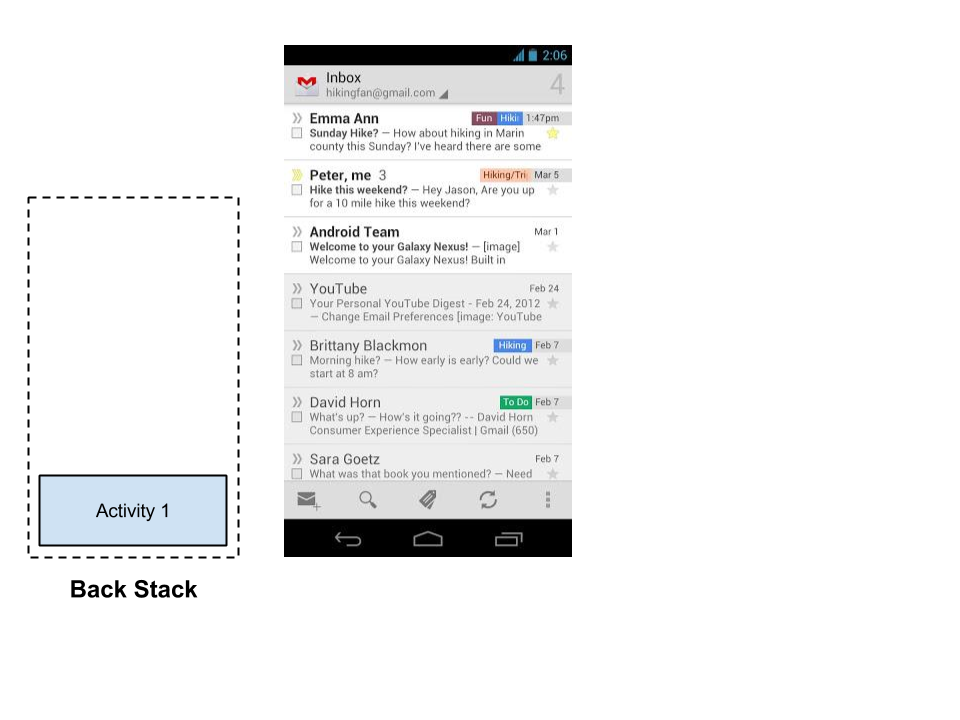 2:06
Inbox
4
hikingfan@gmail.com
Emma Ann Fun Hikir 1:47pm
Sunday Hike? — How about hiking in Marin
county this Sunday? I've heard there are some
Peter, me 3 Hiking/Tri Mar 5
Hike this weekend? — Hey Jason, Are you up
for a 10 mile hike this weekend?
Android Team Mar 1
Welcome to your Galaxy Nexus! — [image]
Welcome to your Galaxy Nexus! Built in
YouTube Feb 24
Your Personal YouTube Digest - Feb 24, 2012
— Change Email Preferences [image: YouTube
Brittany Blackmon Hiking Feb 7
Morning hike? — How early is early? Could we
start at 8 am?
David Horn To Do Feb 7
What's up? — How's it going?? -- David Horn
Consumer Experience Specialist | Gmail (650)
Sara Goetz Feb 7
What was that book you mentioned? — Need
Activity 1
Back Stack